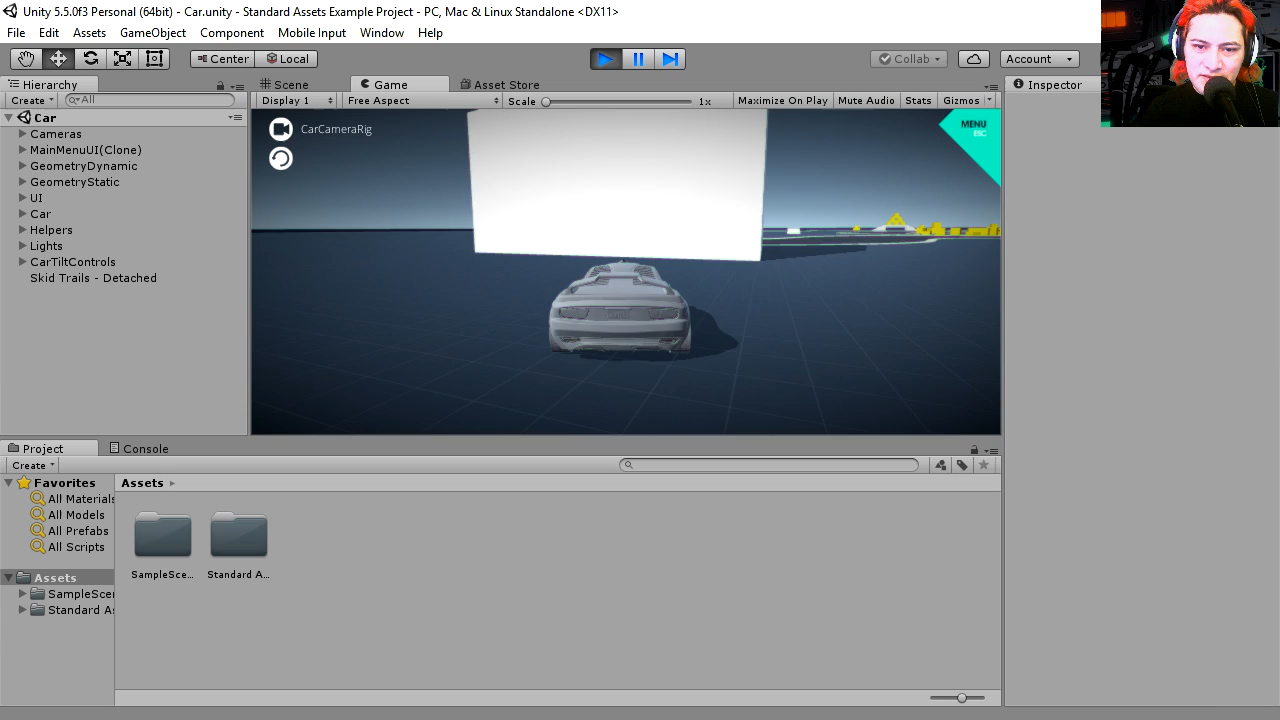 Unity 5.5.0f3 Personal (64bit) - Car.unity - Standard Assets Example Project - PC, Mac & Linux Standalone <DX11>
File Edit Assets GameObject Component Mobile Input Window Help
Center Local Collab Account
Hierarchy
Create All
Car
Cameras
MainMenuUI(Clone)
GeometryDynamic
GeometryStatic
UI
Car
Helpers
Lights
CarTiltControls
Skid Trails - Detached
Scene Game Asset Store
Display 1 Free Aspect Scale 1x Maximize On Play Mute Audio Stats Gizmos
CarCameraRig
MENU
ESC
Inspector
Project Console
Create
Favorites
All Materials
All Models
All Prefabs
All Scripts
Assets
SampleScen
Standard As
Assets
SampleSce...
Standard A...